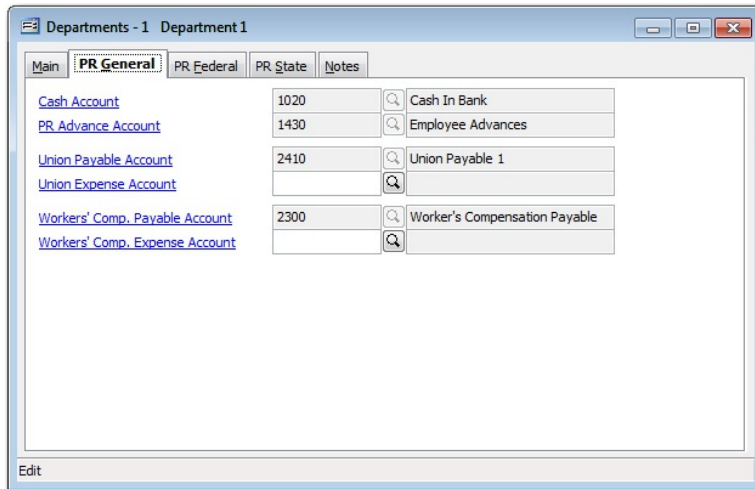 Departments - 1 Department 1
Main PR General PR Federal PR State Notes
Cash Account 1020 Cash In Bank
PR Advance Account 1430 Employee Advances
Union Payable Account 2410 Union Payable 1
Union Expense Account
Workers' Comp. Payable Account 2300 Worker's Compensation Payable
Workers' Comp. Expense Account
Edit